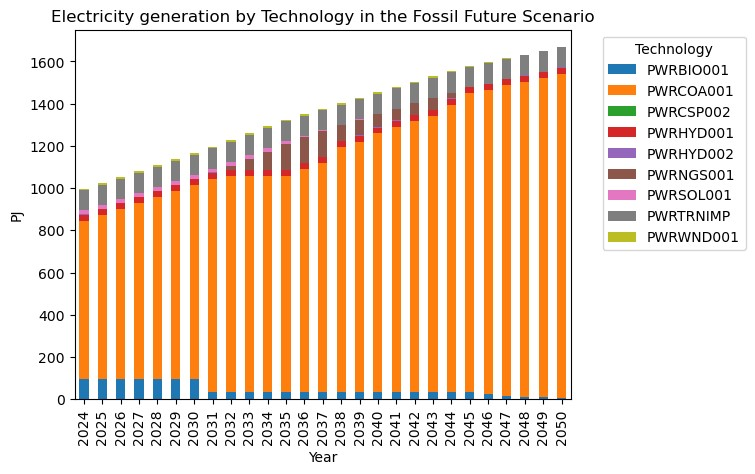 Electricity generation by Technology in the Fossil Future Scenario
PJ
1600
1400
1200
1000
800
600
400
200
0
2024 2025 2026 2027 2028 2029 2030 2031 2032 2033 2034 2035 2036 2037 2038 2039 2040 2041 2042 2043 2044 2045 2046 2047 2048 2049 2050
Year
Technology
PWRBIO001
PWRCOA001
PWRCSP002
PWRHYD001
PWRHYD002
PWRNGS001
PWRSOL001
PWRTRNIMP
PWRWND001